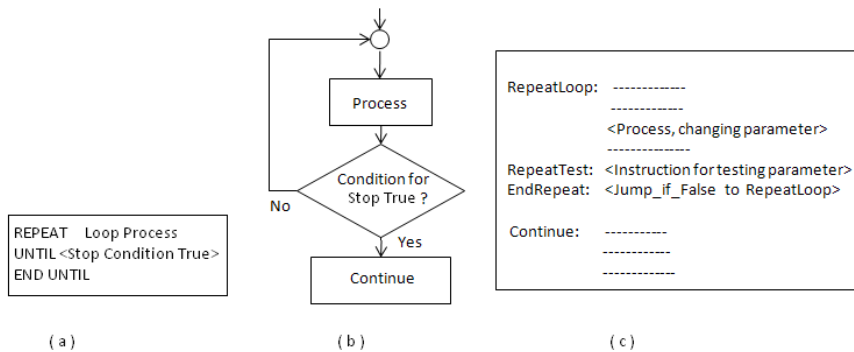 REPEAT Loop Process
UNTIL <Stop Condition True>
END UNTIL
( a )
Process
Condition for
Stop True ?
No
Yes
Continue
( b )
RepeatLoop: -------------
-------------
<Process, changing parameter>
---------------
RepeatTest: <Instruction for testing parameter>
EndRepeat: <Jump_if_False to RepeatLoop>
Continue: -----------
------------
-------------
( c )